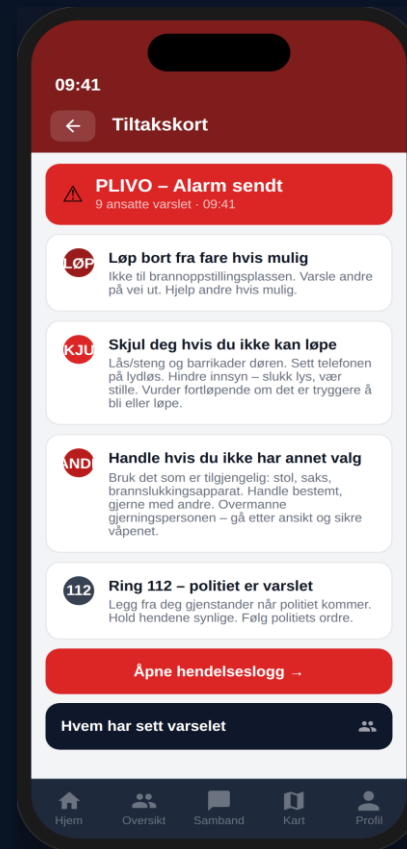 09:41
Tiltakskort
PLIVO – Alarm sendt
9 ansatte varslet · 09:41
LØP
Løp bort fra fare hvis mulig
Ikke til brannoppstillingsplassen. Varsle andre
på vei ut. Hjelp andre hvis mulig.
KJU
Skjul deg hvis du ikke kan løpe
Lås/steng og barrikader døren. Sett telefonen
på lydløs. Hindre innsyn – slukk lys, vær
stille. Vurder fortløpende om det er tryggere å
bli eller løpe.
AND
Handle hvis du ikke har annet valg
Bruk det som er tilgjengelig: stol, saks,
brannslukkingsapparat. Handle bestemt,
gjerne med andre. Overmanne
gjerningspersonen – gå etter ansikt og sikre
våpenet.
112
Ring 112 – politiet er varslet
Legg fra deg gjenstander når politiet kommer.
Hold hendene synlige. Følg politiets ordre.
Åpne hendelseslogg →
Hvem har sett varselet
Hjem Oversikt Samband Kart Profil